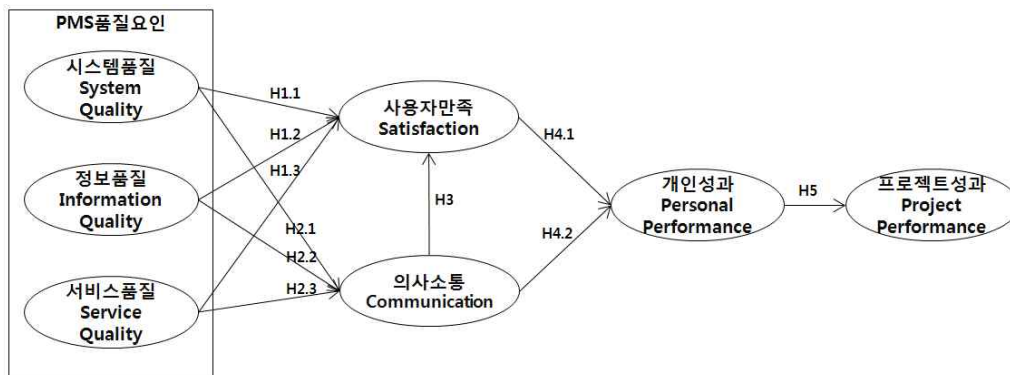 PMS품질요인
시스템품질
System
Quality
정보품질
Information
Quality
서비스품질
Service
Quality
H1.1
H1.2
H1.3
H2.1
H2.2
H2.3
사용자만족
Satisfaction
H3
의사소통
Communication
H4.1
H4.2
개인성과
Personal
Performance
H5
프로젝트성과
Project
Performance